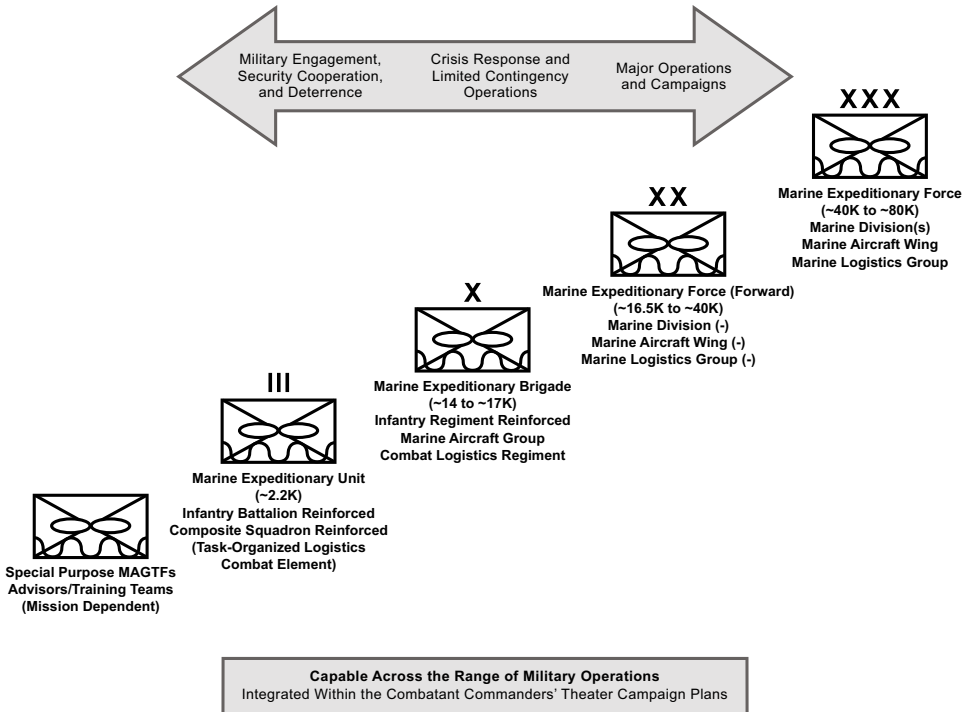 Military Engagement,
Security Cooperation,
and Deterrence
Crisis Response and
Limited Contingency
Operations
Major Operations
and Campaigns
XXX
Marine Expeditionary Force
(~40K to ~80K)
Marine Division(s)
Marine Aircraft Wing
Marine Logistics Group
XX
Marine Expeditionary Force (Forward)
(~16.5K to ~40K)
Marine Division (-)
Marine Aircraft Wing (-)
Marine Logistics Group (-)
X
Marine Expeditionary Brigade
(~14 to ~17K)
Infantry Regiment Reinforced
Marine Aircraft Group
Combat Logistics Regiment
III
Marine Expeditionary Unit
(~2.2K)
Infantry Battalion Reinforced
Composite Squadron Reinforced
(Task-Organized Logistics
Combat Element)
Special Purpose MAGTFs
Advisors/Training Teams
(Mission Dependent)
Capable Across the Range of Military Operations
Integrated Within the Combatant Commanders’ Theater Campaign Plans